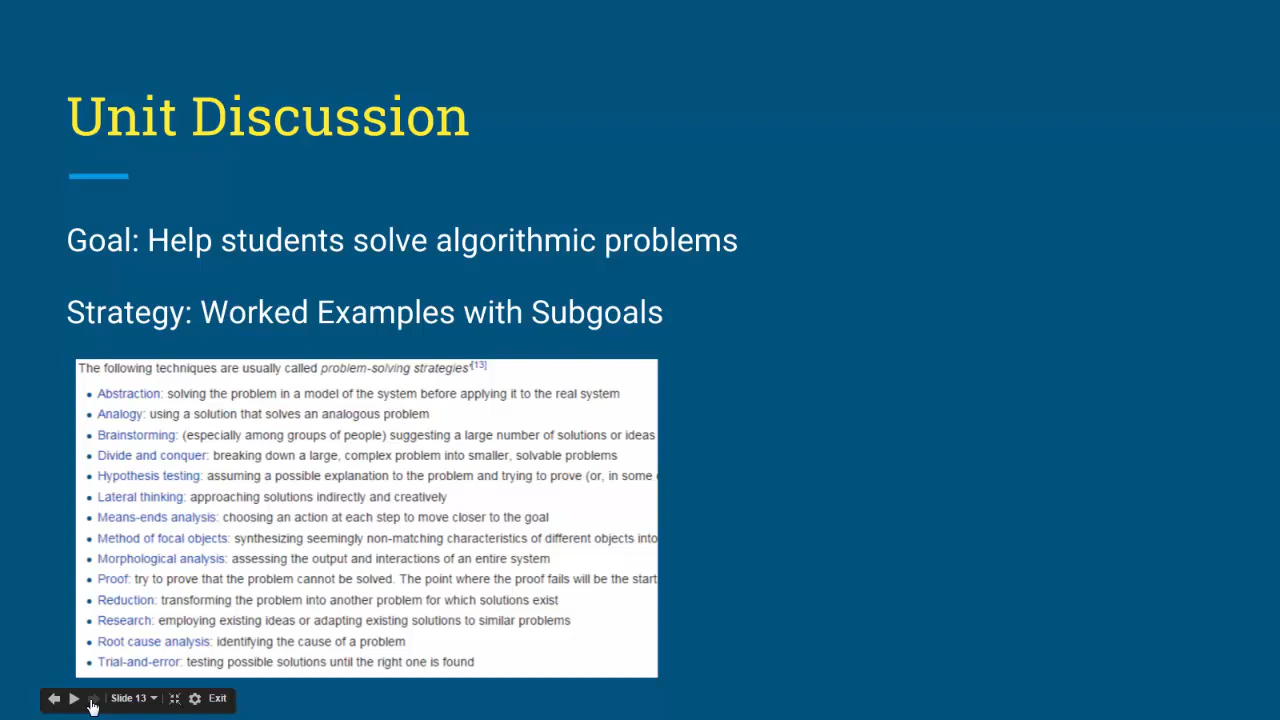 Unit Discussion
Goal: Help students solve algorithmic problems
Strategy: Worked Examples with Subgoals
The following techniques are usually called problem-solving strategies[13]
• Abstraction: solving the problem in a model of the system before applying it to the real system
• Analogy: using a solution that solves an analogous problem
• Brainstorming: (especially among groups of people) suggesting a large number of solutions or ideas
• Divide and conquer: breaking down a large, complex problem into smaller, solvable problems
• Hypothesis testing: assuming a possible explanation to the problem and trying to prove (or, in some
• Lateral thinking: approaching solutions indirectly and creatively
• Means-ends analysis: choosing an action at each step to move closer to the goal
• Method of focal objects: synthesizing seemingly non-matching characteristics of different objects into
• Morphological analysis: assessing the output and interactions of an entire system
• Proof: try to prove that the problem cannot be solved. The point where the proof fails will be the start
• Reduction: transforming the problem into another problem for which solutions exist
• Research: employing existing ideas or adapting existing solutions to similar problems
• Root cause analysis: identifying the cause of a problem
• Trial-and-error: testing possible solutions until the right one is found
Slide 13 Exit